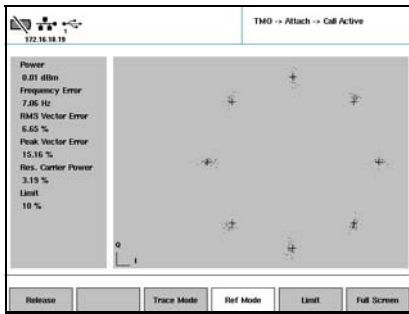 TMO -> Attach -> Call Active
1
172.16.18.19
Power
0.01 dBm
Frequency Error
7.06 Hz
RMS Vector Error
6.65 %
Peak Vector Error
15.16 %
Res. Carrier Power
3.19 %
Limit
10 %
Q
I
Release
Trace Mode
Ref Mode
Limit
Full Screen